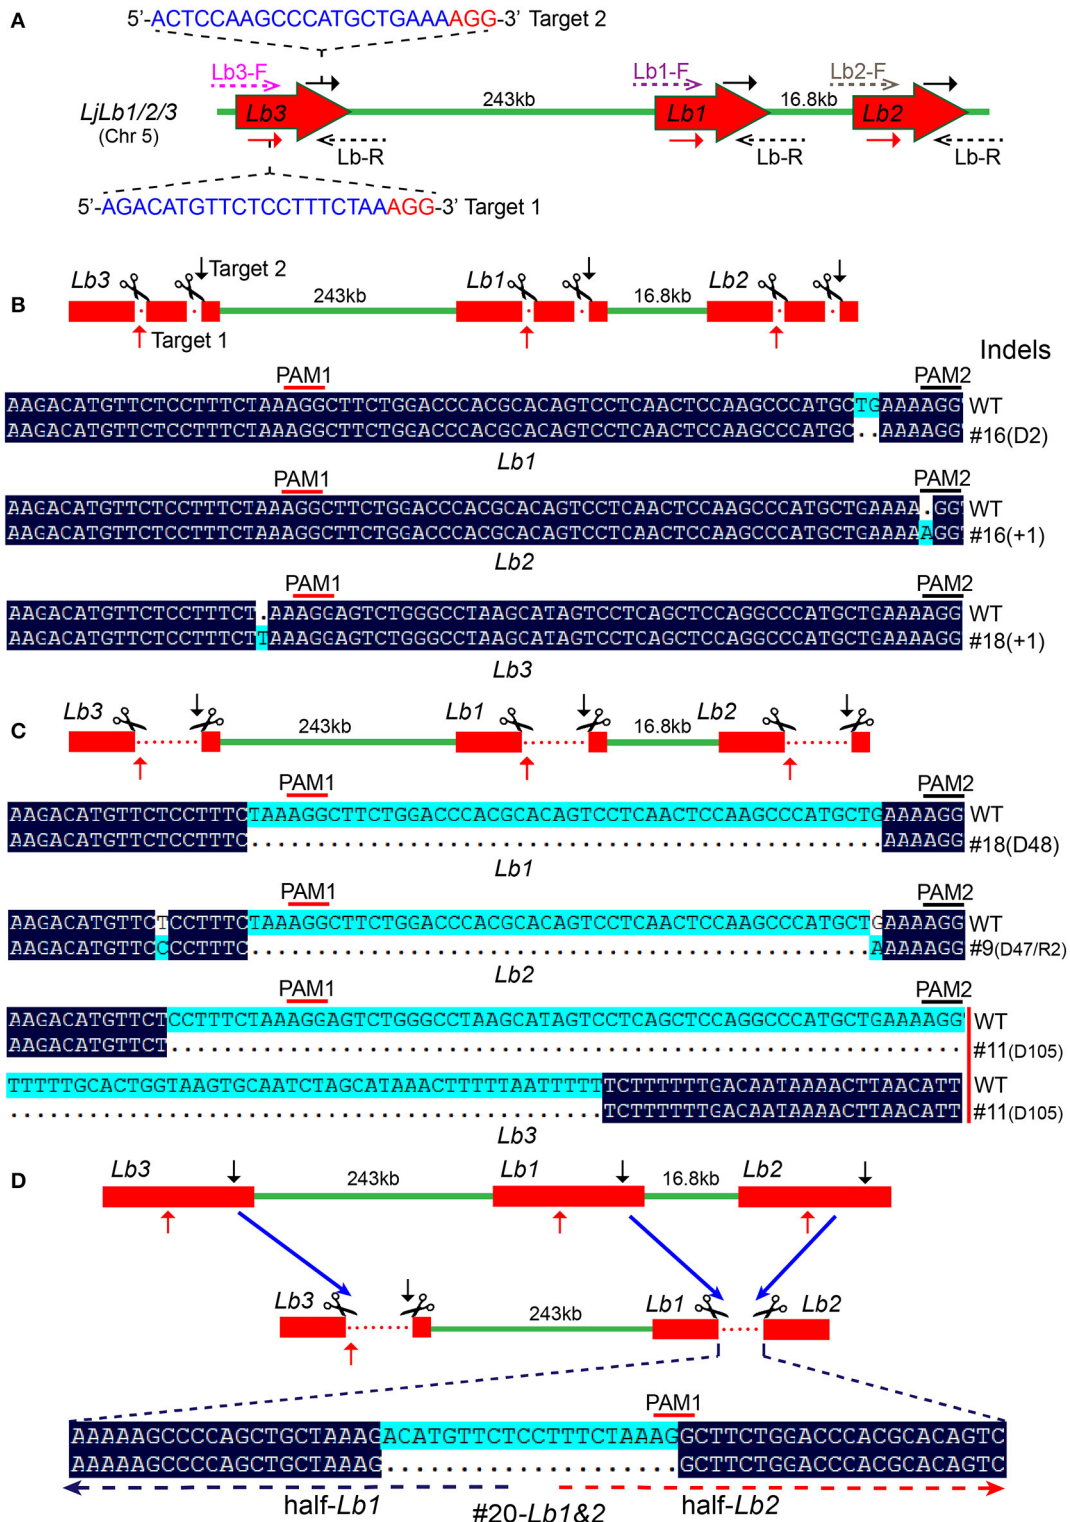 A
5'-ACTCCAAGCCCATGCTGAAAAGG-3' Target 2
Lb3-F
Lb1-F
Lb2-F
LjLb1/2/3
(Chr 5)
Lb3
243kb
Lb1
16.8kb
Lb2
Lb-R
Lb-R
Lb-R
5'-AGACATGTTCTCCTTTCTAAAGG-3' Target 1
B
Lb3
Target 2
243kb
Lb1
16.8kb
Lb2
Target 1
Indels
PAM1
PAM2
AAGACATGTTCTCCTTTCTAAAGGCTTCTGGACCCACGCACAGTCCTCAACTCCAAGCCCATGCTGAAAAGG WT
AAGACATGTTCTCCTTTCTAAAGGCTTCTGGACCCACGCACAGTCCTCAACTCCAAGCCCATGC..AAAAGG #16(D2)
Lb1
PAM1
PAM2
AAGACATGTTCTCCTTTCTAAAGGCTTCTGGACCCACGCACAGTCCTCAACTCCAAGCCCATGCTGAAAA.GG WT
AAGACATGTTCTCCTTTCTAAAGGCTTCTGGACCCACGCACAGTCCTCAACTCCAAGCCCATGCTGAAAAAGG #16(+1)
Lb2
PAM1
PAM2
AAGACATGTTCTCCTTTCT.AAAGGAGTCTGGGCCTAAGCATAGTCCTCAGCTCCAGGCCCATGCTGAAAAGG WT
AAGACATGTTCTCCTTTCTTAAAGGAGTCTGGGCCTAAGCATAGTCCTCAGCTCCAGGCCCATGCTGAAAAGG #18(+1)
Lb3
C
Lb3
243kb
Lb1
16.8kb
Lb2
PAM1
PAM2
AAGACATGTTCTCCTTTCTAAAGGCTTCTGGACCCACGCACAGTCCTCAACTCCAAGCCCATGCTGAAAAGG WT
AAGACATGTTCTCCTTTC................................................AAAAGG #18(D48)
Lb1
PAM1
PAM2
AAGACATGTTCTCCTTTCTAAAGGCTTCTGGACCCACGCACAGTCCTCAACTCCAAGCCCATGCTGAAAAGG WT
AAGACATGTTCCCCTTTC...............................................AAAAAGG #9(D47/R2)
Lb2
PAM1
PAM2
AAGACATGTTCTCCTTTCTAAAGGAGTCTGGGCCTAAGCATAGTCCTCAGCTCCAGGCCCATGCTGAAAAGG WT
AAGACATGTTCT............................................................ #11(D105)
TTTTTGCACTGGTAAGTGCAATCTAGCATAAACTTTTTAATTTTTTCTTTTTTGACAATAAAACTTAACATT WT
.............................................TCTTTTTTGACAATAAAACTTAACATT #11(D105)
Lb3
D
Lb3
243kb
Lb1
16.8kb
Lb2
Lb3
243kb
Lb1
Lb2
PAM1
AAAAAGCCCCAGCTGCTAAAGACATGTTCTCCTTTCTAAAGGCTTCTGGACCCACGCACAGTC
AAAAAGCCCCAGCTGCTAAAG....................GCTTCTGGACCCACGCACAGTC
half-Lb1
#20-Lb1&2
half-Lb2